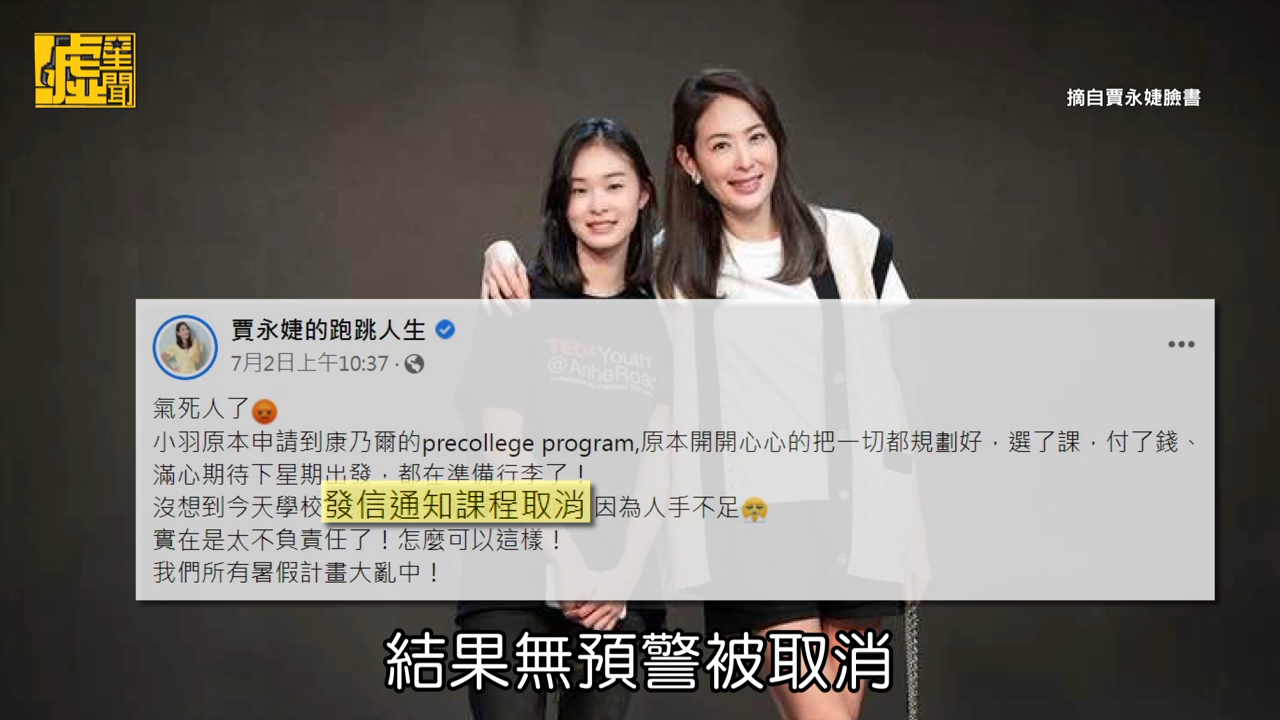 噓星聞
摘自賈永婕臉書
賈永婕的跑跳人生
7月2日上午10:37 ·
氣死人了😡
小羽原本申請到康乃爾的precollege program,原本開開心心的把一切都規劃好，選了課，付了錢、
滿心期待下星期出發，都在準備行李了！
沒想到今天學校發信通知課程取消 因為人手不足😤
實在是太不負責任了！怎麼可以這樣！
我們所有暑假計畫大亂中！
TEDxYouth
@AnheRoad
結果無預警被取消